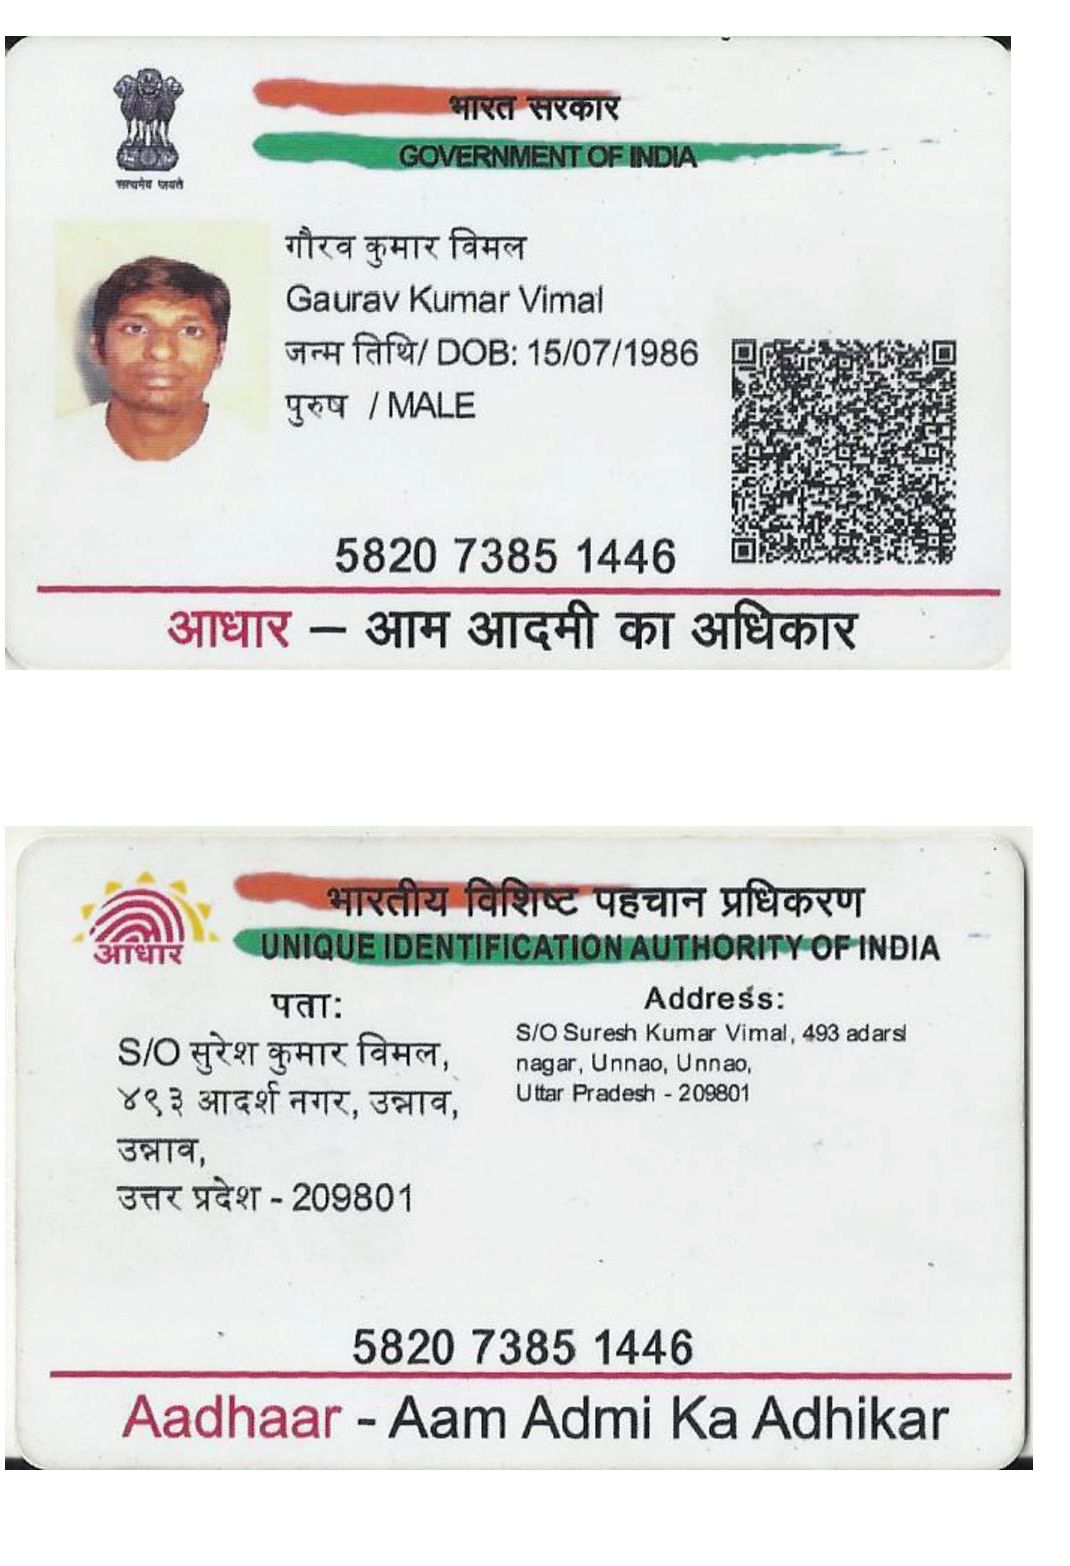 भारत सरकार
GOVERNMENT OF INDIA
सत्यमेव जयते
गौरव कुमार विमल
Gaurav Kumar Vimal
जन्म तिथि/ DOB: 15/07/1986
पुरुष / MALE
5820 7385 1446
आधार – आम आदमी का अधिकार
भारतीय विशिष्ट पहचान प्रधिकरण
UNIQUE IDENTIFICATION AUTHORITY OF INDIA
आधार
पता:
S/O सुरेश कुमार विमल,
४९३ आदर्श नगर, उन्नाव,
उन्नाव,
उत्तर प्रदेश - 209801
Address:
S/O Suresh Kumar Vimal, 493
nagar, Unnao, Unnao,
Uttar Pradesh - 209801
5820 7385 1446
Aadhaar - Aam Admi Ka Adhikar